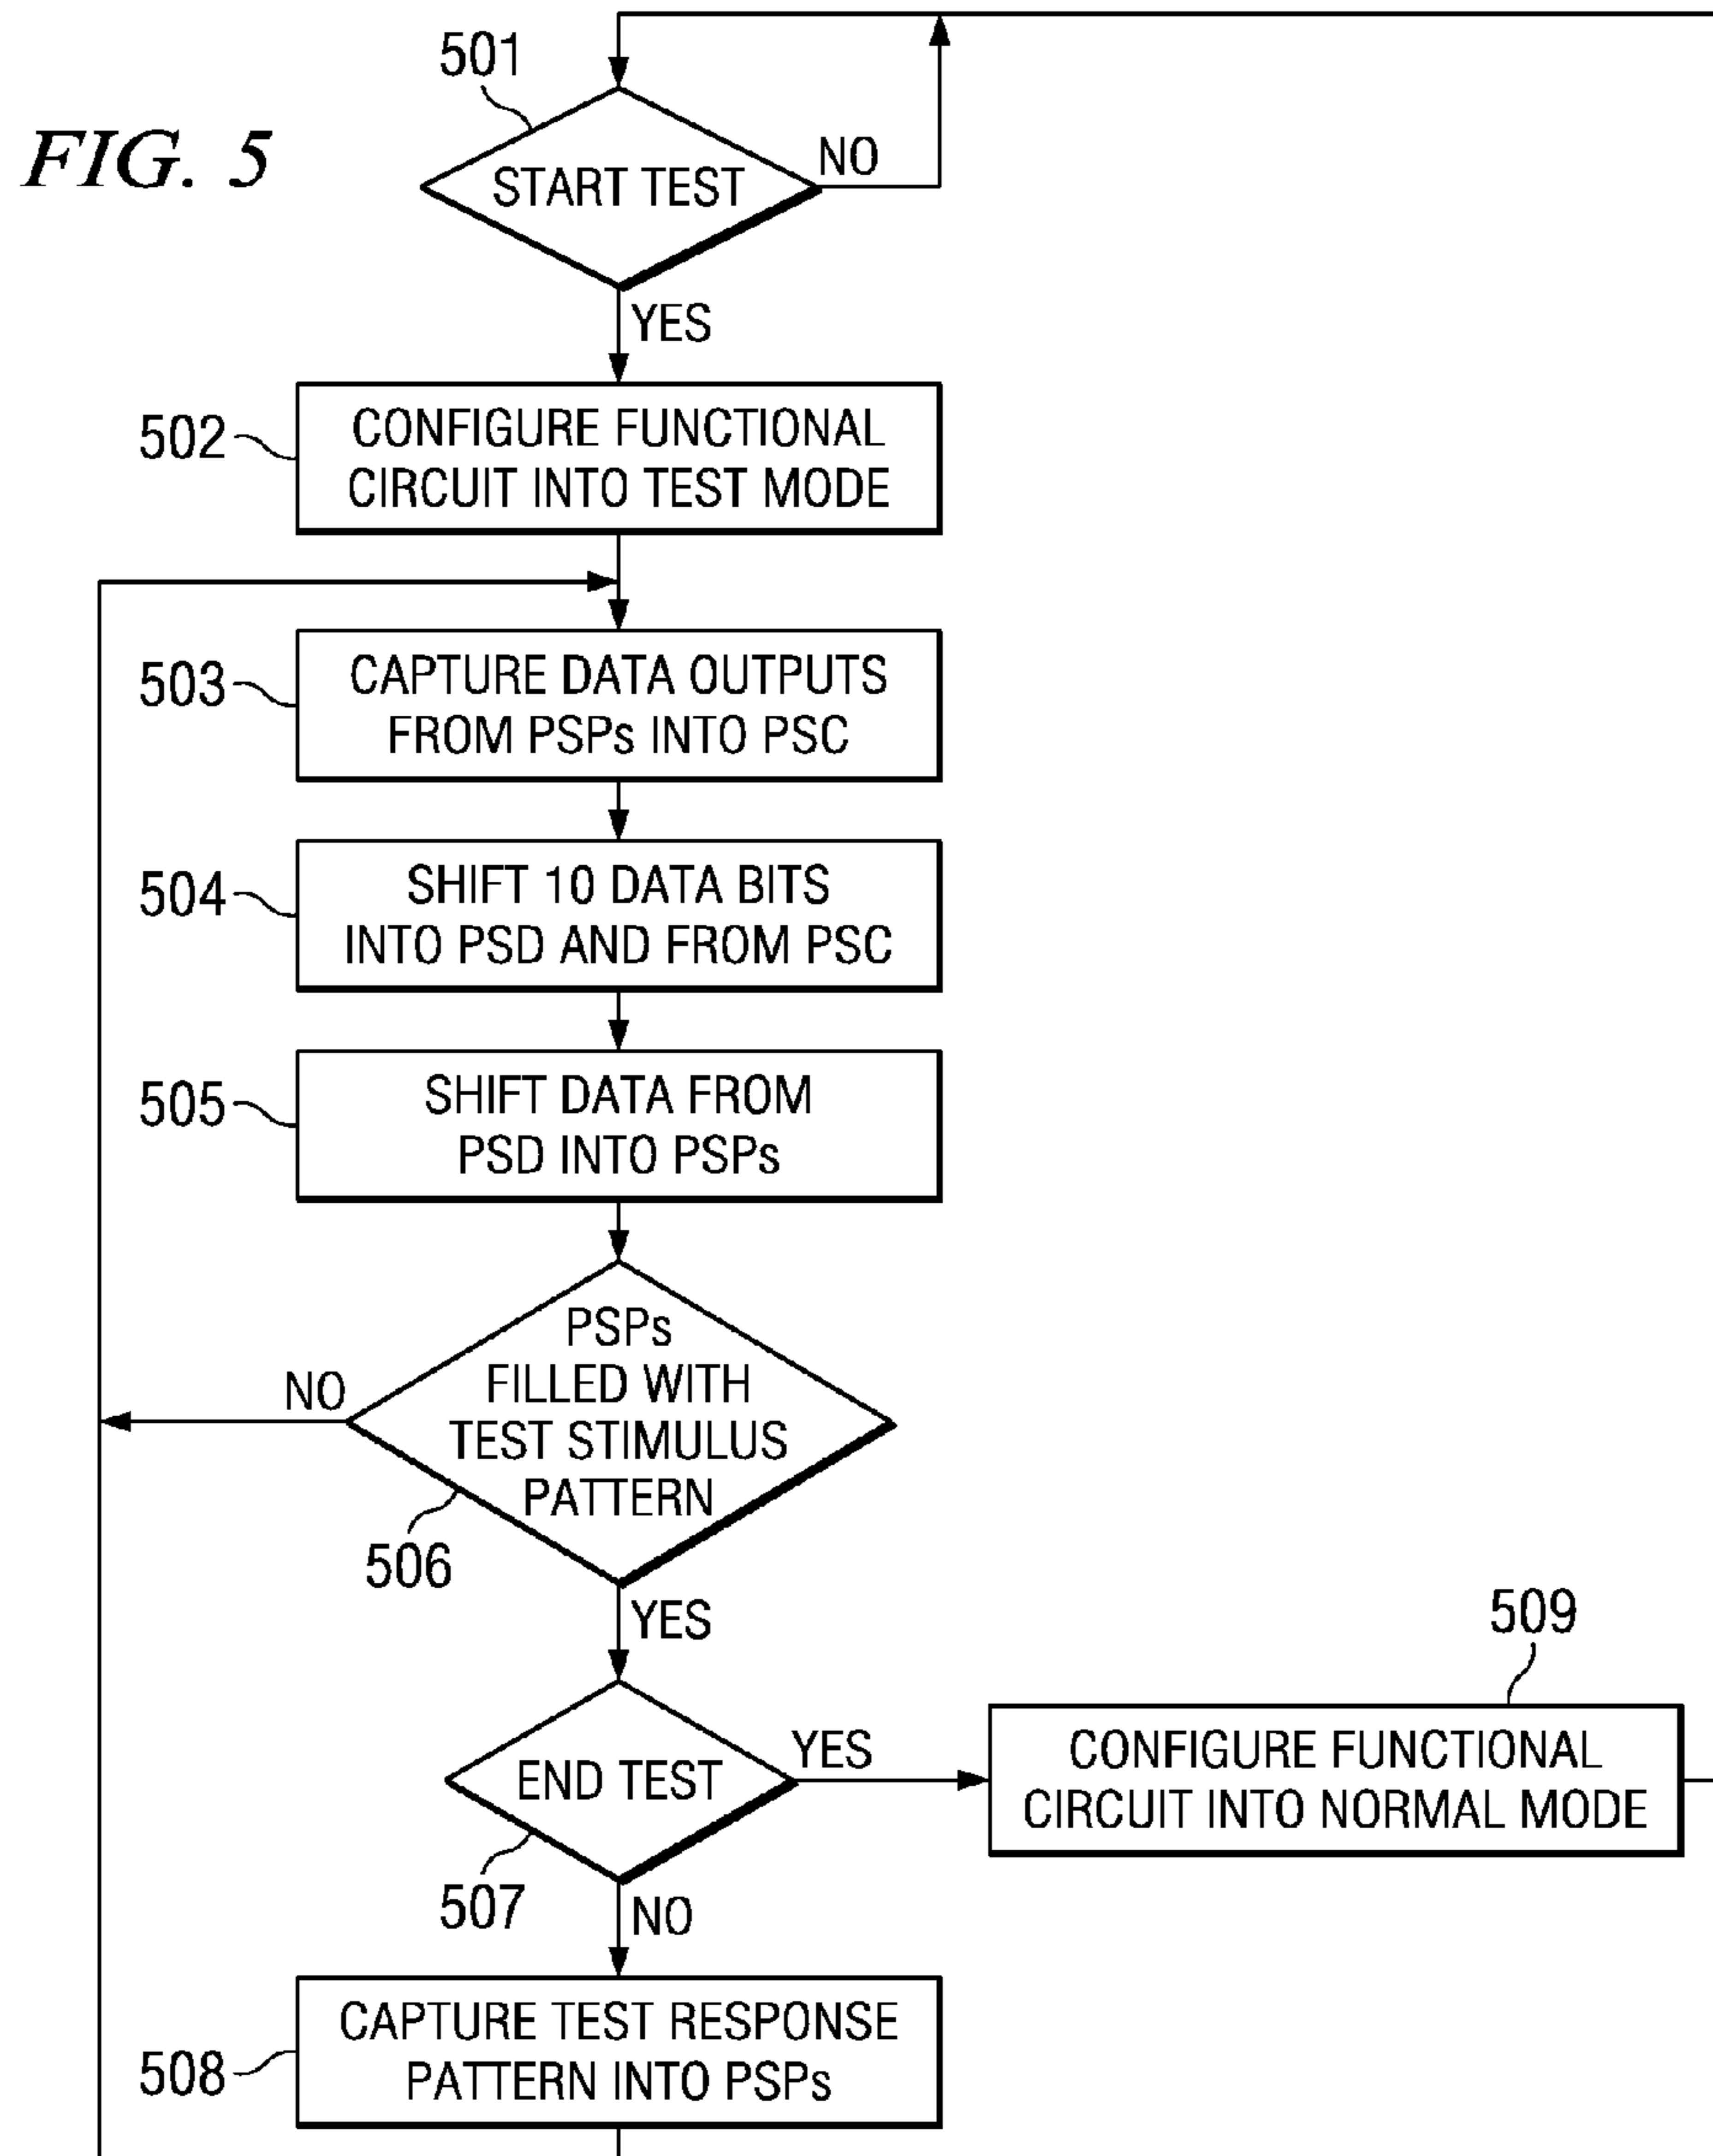 FIG. 5
501
START TEST
NO
YES
502
CONFIGURE FUNCTIONAL
CIRCUIT INTO TEST MODE
503
CAPTURE DATA OUTPUTS
FROM PSPs INTO PSC
504
SHIFT 10 DATA BITS
INTO PSD AND FROM PSC
505
SHIFT DATA FROM
PSD INTO PSPs
PSPs
FILLED WITH
TEST STIMULUS
PATTERN
NO
506
YES
END TEST
YES
507
NO
509
CONFIGURE FUNCTIONAL
CIRCUIT INTO NORMAL MODE
508
CAPTURE TEST RESPONSE
PATTERN INTO PSPs